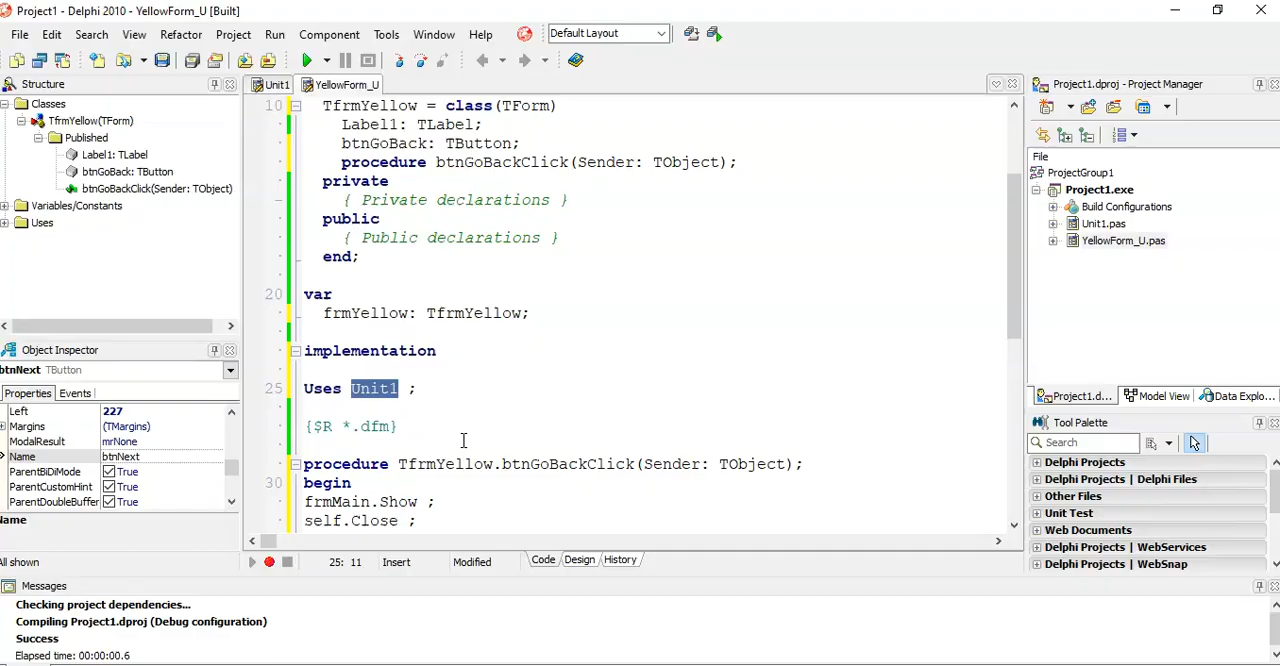 Project1 - Delphi 2010 - YellowForm_U [Built]
File Edit Search View Refactor Project Run Component Tools Window Help Default Layout
Structure
Classes
TfrmYellow(TForm)
Published
Label1: TLabel
btnGoBack: TButton
btnGoBackClick(Sender: TObject)
Variables/Constants
Uses
Object Inspector
btnNext TButton
Properties Events
Left 227
Margins (TMargins)
ModalResult mrNone
Name btnNext
ParentBiDiMode True
ParentCustomHint True
ParentDoubleBuffer True
Name
All shown
Unit1 YellowForm_U
10 TfrmYellow = class(TForm)
Label1: TLabel;
btnGoBack: TButton;
procedure btnGoBackClick(Sender: TObject);
private
{ Private declarations }
public
{ Public declarations }
end;
20 var
frmYellow: TfrmYellow;
implementation
25 Uses Unit1 ;
{$R *.dfm}
procedure TfrmYellow.btnGoBackClick(Sender: TObject);
30 begin
frmMain.Show ;
self.Close ;
25: 11 Insert Modified Code Design History
Project1.dproj - Project Manager
File
ProjectGroup1
Project1.exe
Build Configurations
Unit1.pas
YellowForm_U.pas
Project1.d... Model View Data Explo...
Tool Palette
Search
Delphi Projects
Delphi Projects | Delphi Files
Other Files
Unit Test
Web Documents
Delphi Projects | WebServices
Delphi Projects | WebSnap
Messages
Checking project dependencies...
Compiling Project1.dproj (Debug configuration)
Success
Elapsed time: 00:00:00.6